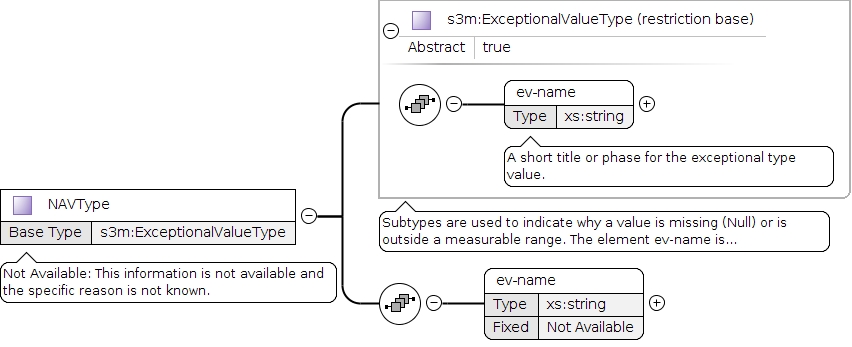 s3m:ExceptionalValueType (restriction base)
Abstract true
ev-name
Type xs:string
A short title or phase for the exceptional type
value.
NAVType
Base Type s3m:ExceptionalValueType
Not Available: This information is not available and
the specific reason is not known.
Subtypes are used to indicate why a value is missing (Null) or is
outside a measurable range. The element ev-name is...
ev-name
Type xs:string
Fixed Not Available